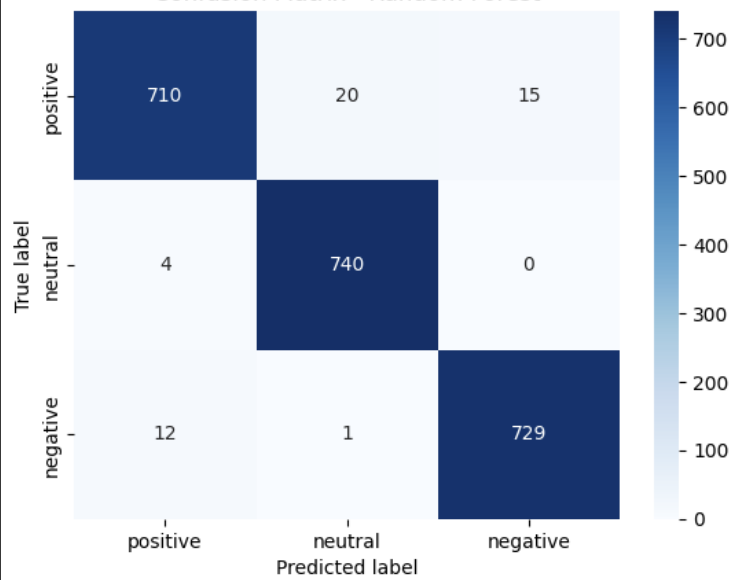 positive 710 20 15
neutral 4 740 0
negative 12 1 729
True label
positive neutral negative
Predicted label
700
600
500
400
300
200
100
0